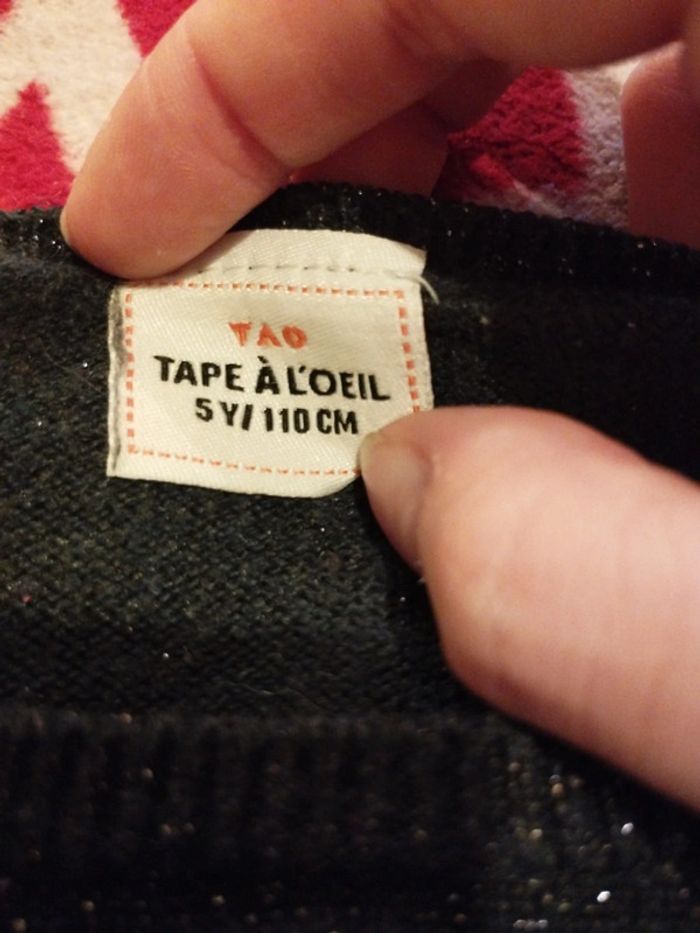 TAO
TAPE À L'OEIL
5 Y/ 110 CM